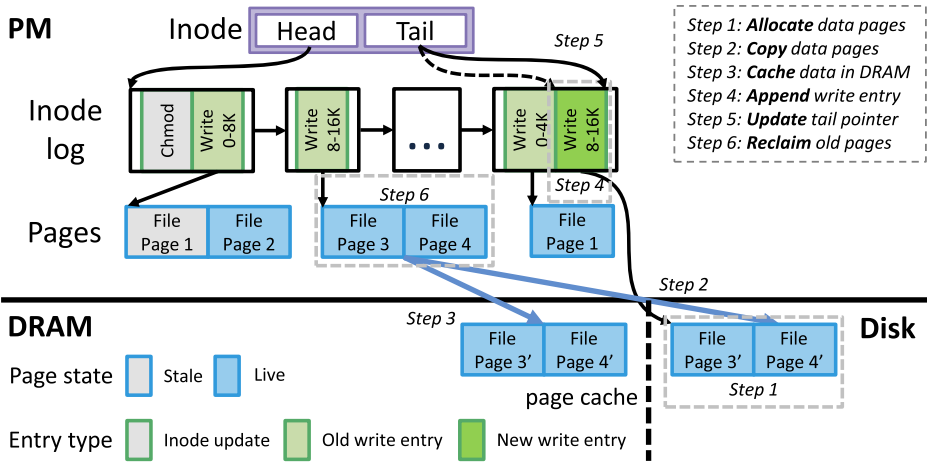 PM
Inode
Head
Tail
Step 5
Step 1: Allocate data pages
Step 2: Copy data pages
Step 3: Cache data in DRAM
Step 4: Append write entry
Step 5: Update tail pointer
Step 6: Reclaim old pages
Inode
log
Chmod
Write
0-8K
Write
8-16K
...
Write
0-4K
Write
8-16K
Step 4
Step 6
Pages
File
Page 1
File
Page 2
File
Page 3
File
Page 4
File
Page 1
Step 2
Step 3
DRAM
Disk
File
Page 3’
File
Page 4’
File
Page 3’
File
Page 4’
Step 1
page cache
Page state
Stale
Live
Entry type
Inode update
Old write entry
New write entry